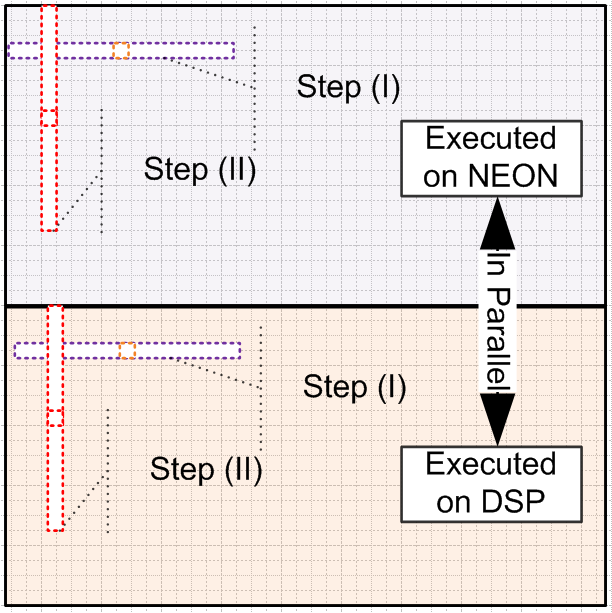 Step (I)
Step (II)
Executed
on NEON
In Parallel
Step (I)
Step (II)
Executed
on DSP